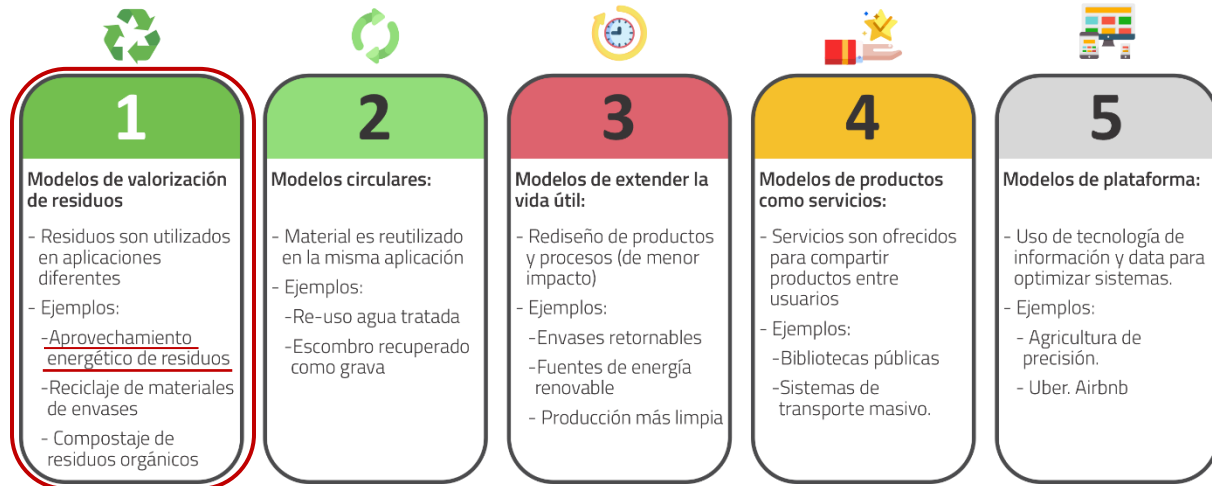 1
Modelos de valorización
de residuos
- Residuos son utilizados
en aplicaciones
diferentes
- Ejemplos:
-Aprovechamiento
energético de residuos
-Reciclaje de materiales
de envases
- Compostaje de
residuos orgánicos
2
Modelos circulares:
- Material es reutilizado
en la misma aplicación
- Ejemplos:
-Re-uso agua tratada
-Escombro recuperado
como grava
3
Modelos de extender la
vida útil:
- Rediseño de productos
y procesos (de menor
impacto)
- Ejemplos:
-Envases retornables
-Fuentes de energía
renovable
- Producción más limpia
4
Modelos de productos
como servicios:
- Servicios son ofrecidos
para compartir
productos entre
usuarios
- Ejemplos:
-Bibliotecas públicas
-Sistemas de
transporte masivo.
5
Modelos de plataforma:
- Uso de tecnología de
información y data para
optimizar sistemas.
- Ejemplos:
- Agricultura de
precisión.
- Uber. Airbnb